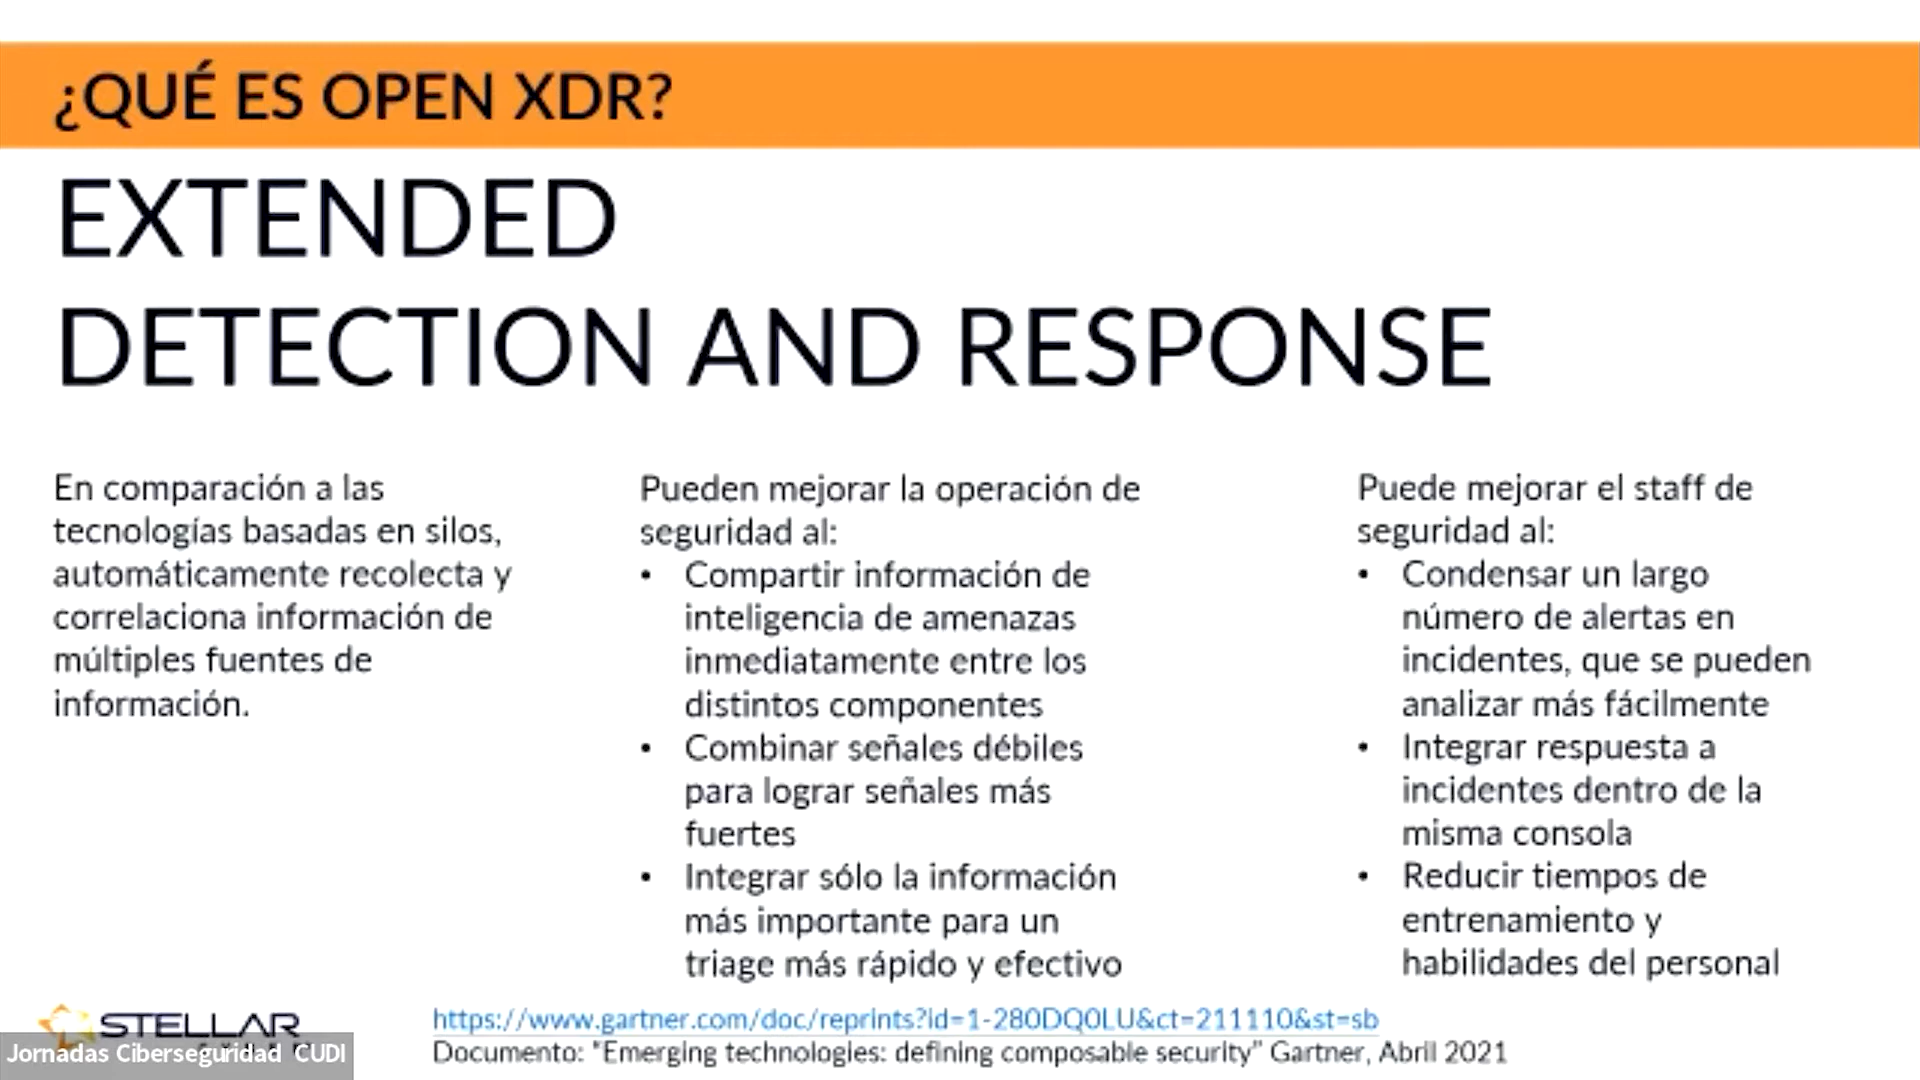 ¿QUÉ ES OPEN XDR?
EXTENDED
DETECTION AND RESPONSE
En comparación a las
tecnologías basadas en silos,
automáticamente recolecta y
correlaciona información de
múltiples fuentes de
información.
Pueden mejorar la operación de
seguridad al:
• Compartir información de
inteligencia de amenazas
inmediatamente entre los
distintos componentes
• Combinar señales débiles
para lograr señales más
fuertes
• Integrar sólo la información
más importante para un
triage más rápido y efectivo
Puede mejorar el staff de
seguridad al:
• Condensar un largo
número de alertas en
incidentes, que se pueden
analizar más fácilmente
• Integrar respuesta a
incidentes dentro de la
misma consola
• Reducir tiempos de
entrenamiento y
habilidades del personal
STELLAR
Jornadas Ciberseguridad CUDI
https://www.gartner.com/doc/reprints?id=1-280DQ0LU&ct=211110&st=sb
Documento: "Emerging technologies: defining composable security" Gartner, Abril 2021